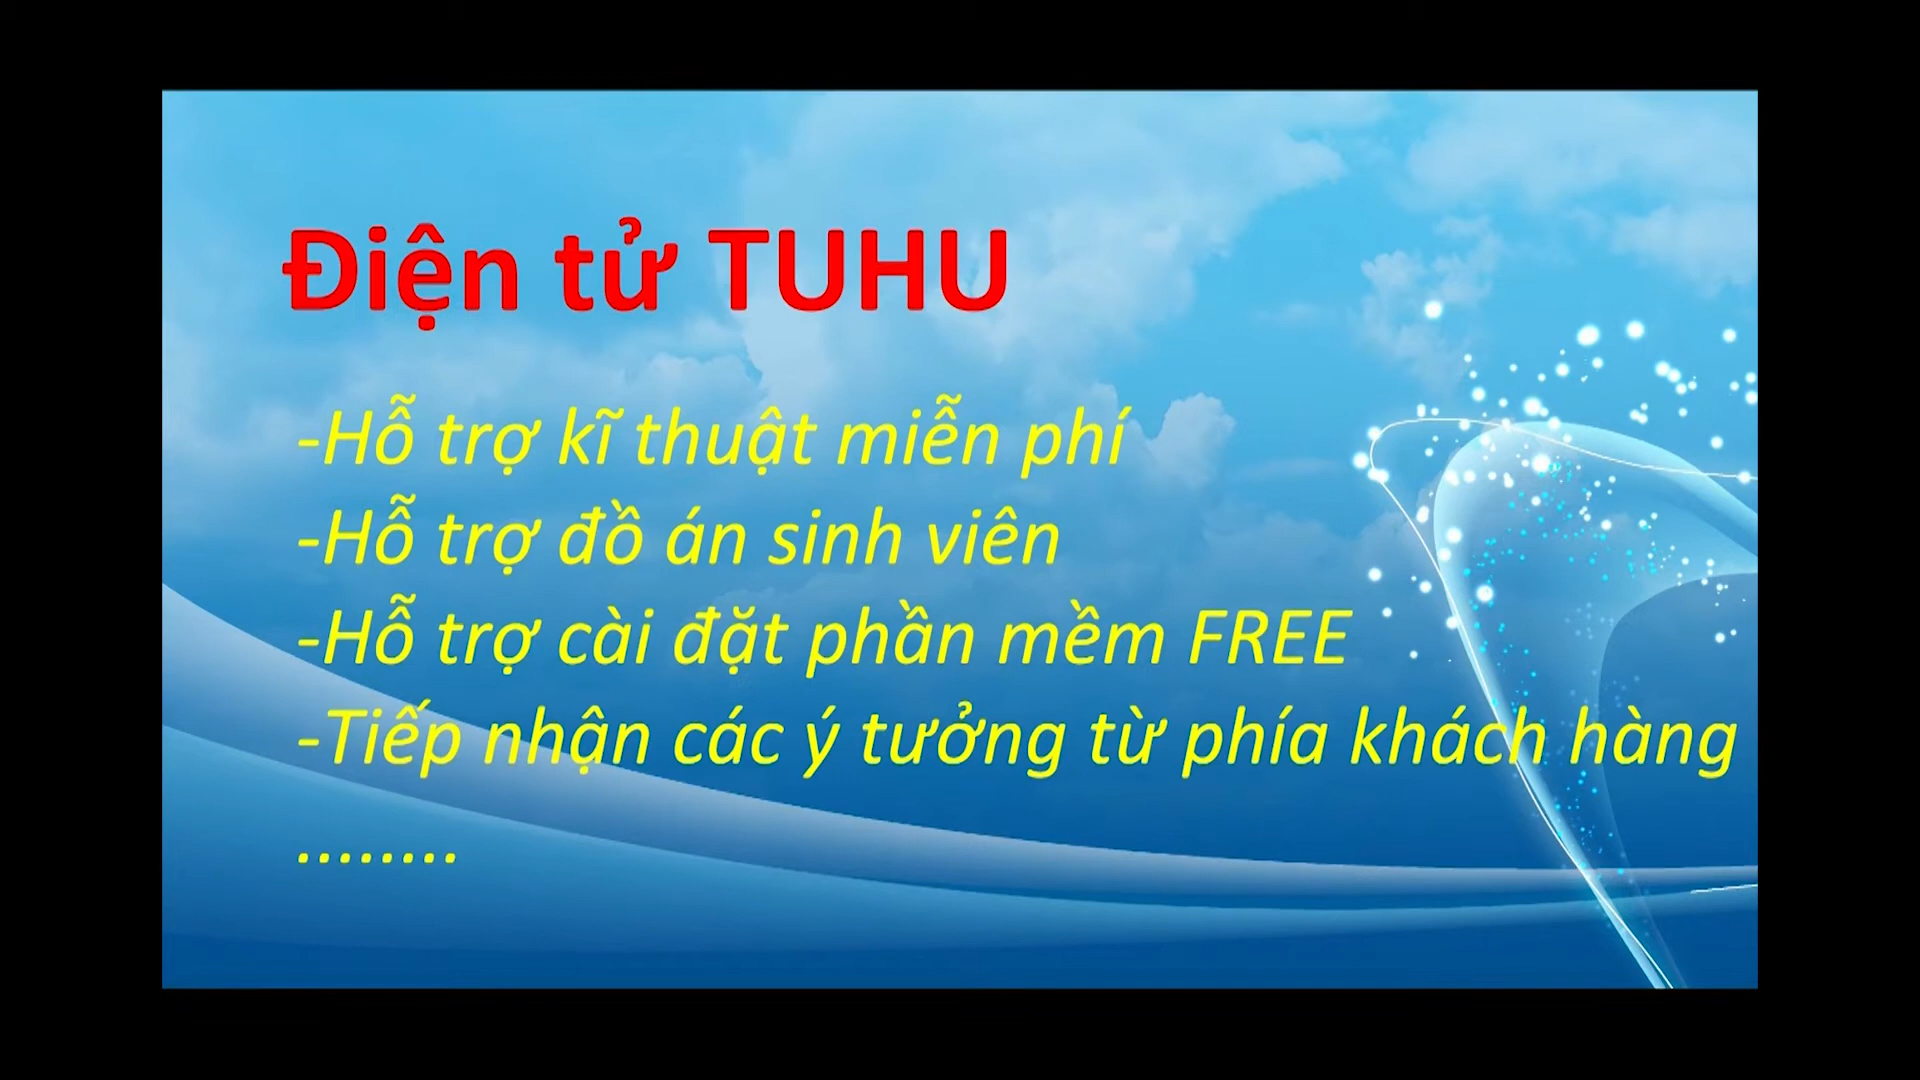 Điện tử TUHU
-Hỗ trợ kĩ thuật miễn phí
-Hỗ trợ đồ án sinh viên
-Hỗ trợ cài đặt phần mềm FREE
-Tiếp nhận các ý tưởng từ phía khách hàng
........